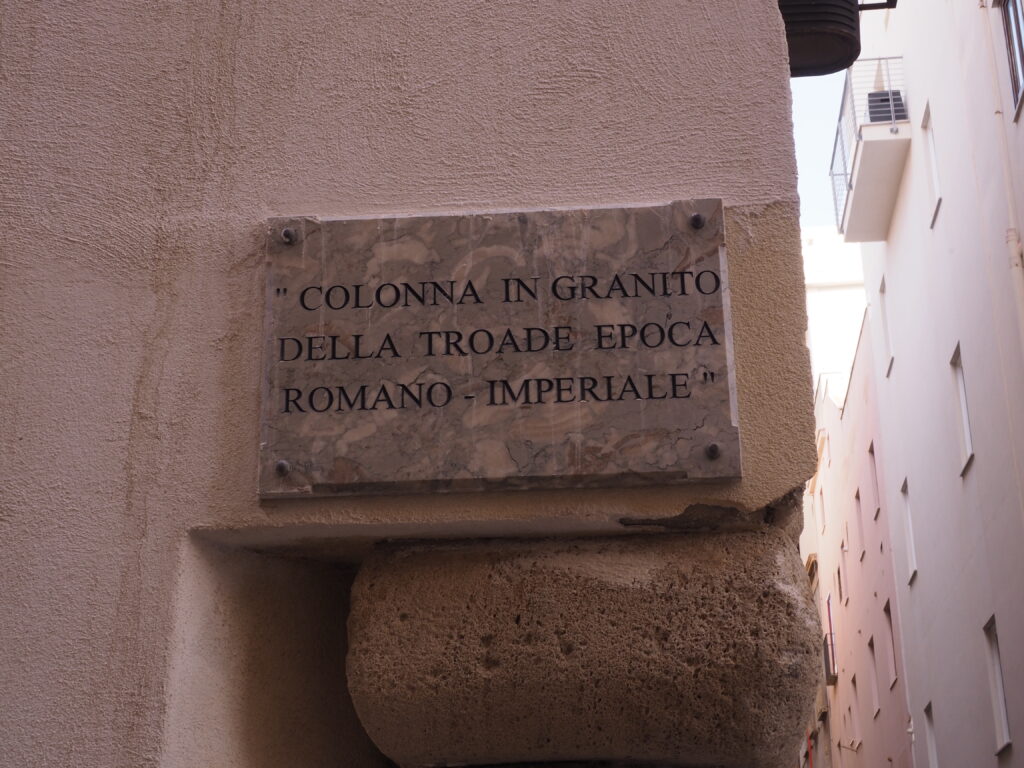 " COLONNA IN GRANITO
DELLA TROADE EPOCA
ROMANO - IMPERIALE "